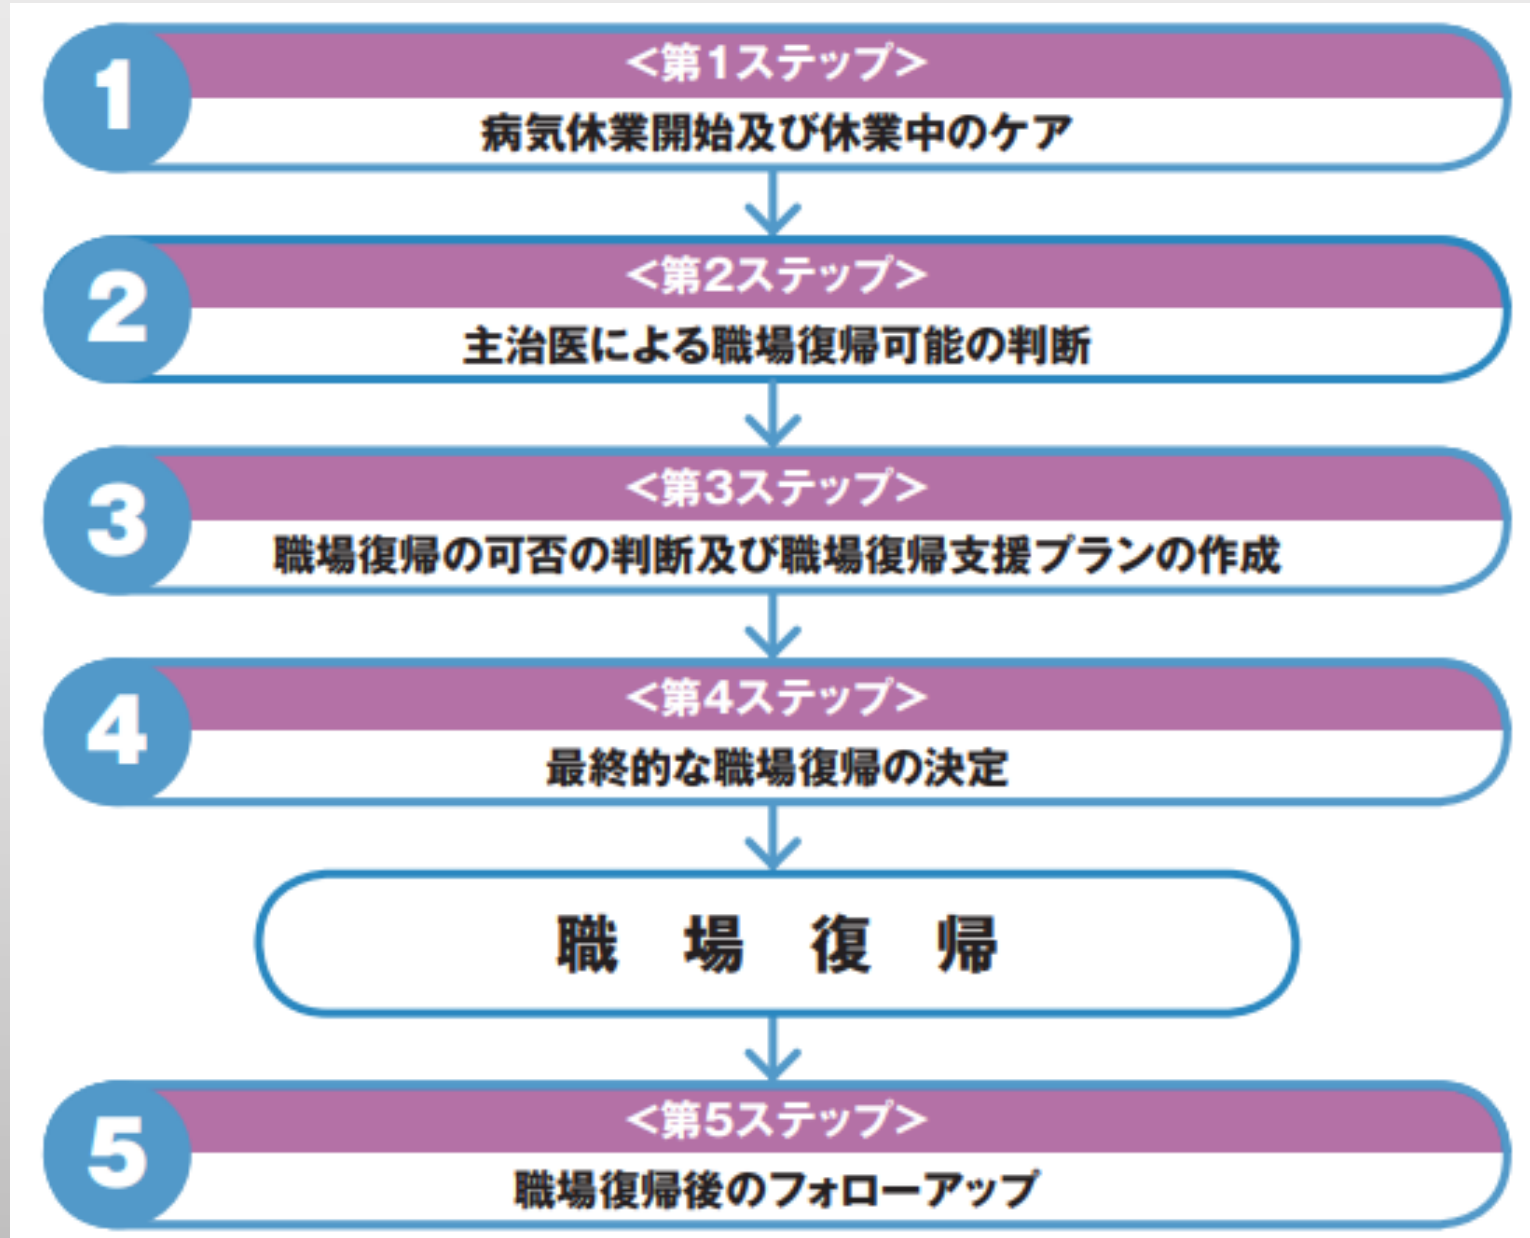 1
<第1ステップ>
病気休業開始及び休業中のケア
2
<第2ステップ>
主治医による職場復帰可能の判断
3
<第3ステップ>
職場復帰の可否の判断及び職場復帰支援プランの作成
4
<第4ステップ>
最終的な職場復帰の決定
職 場 復 帰
5
<第5ステップ>
職場復帰後のフォローアップ